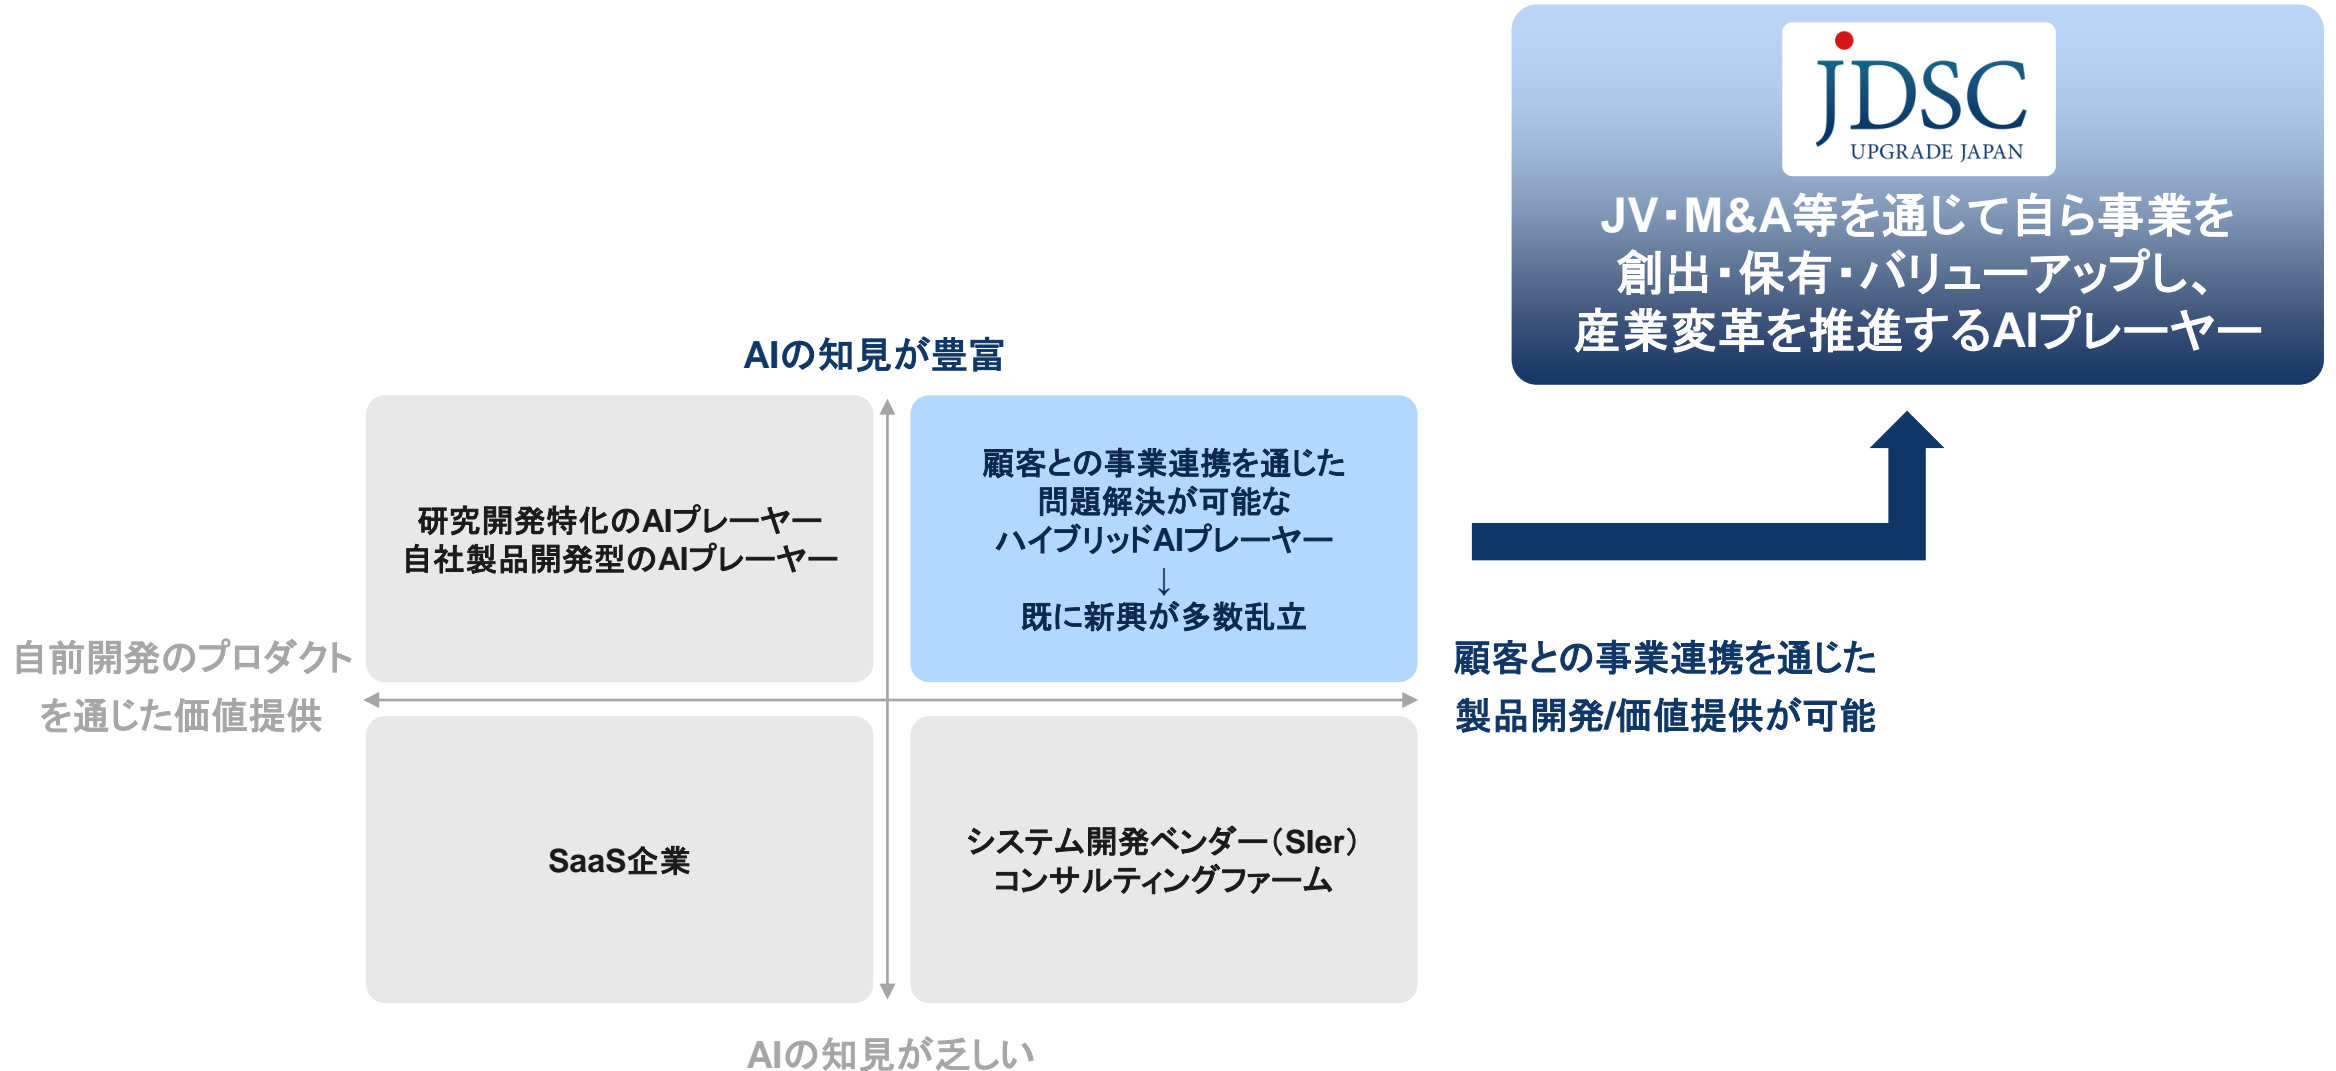 JDSC
UPGRADE JAPAN
JV・M&A等を通じて自ら事業を
創出・保有・バリューアップし、
産業変革を推進するAIプレーヤー
AIの知見が豊富
研究開発特化のAIプレーヤー
自社製品開発型のAIプレーヤー
顧客との事業連携を通じた
問題解決が可能な
ハイブリッドAIプレーヤー
↓
既に新興が多数乱立
自前開発のプロダクト
を通じた価値提供
顧客との事業連携を通じた
製品開発/価値提供が可能
SaaS企業
システム開発ベンダー（SIer）
コンサルティングファーム
AIの知見が乏しい